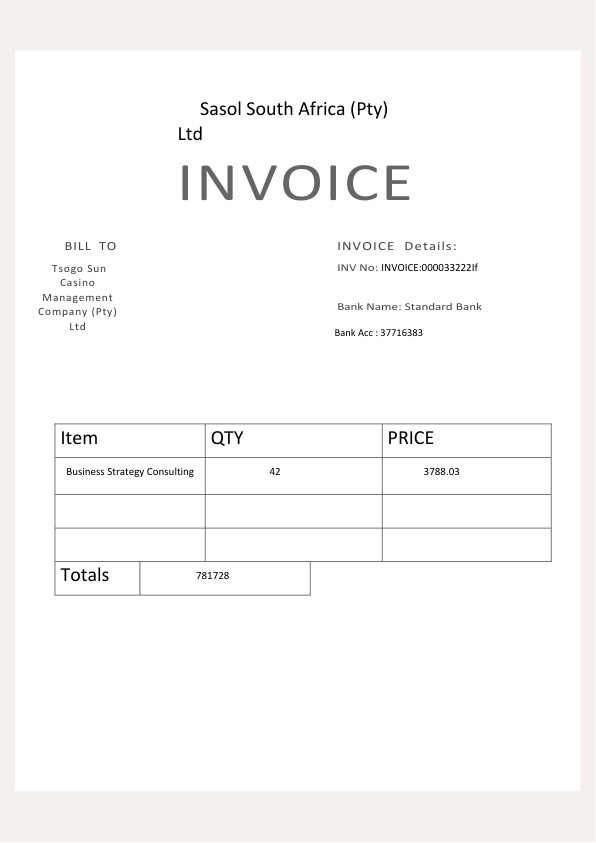 Sasol South Africa (Pty)
Ltd
INVOICE
BILL TO
Tsogo Sun
Casino
Management
Company (Pty)
Ltd
INVOICE Details:
INV No: INVOICE:000033222If
Bank Name: Standard Bank
Bank Acc : 37716383
Item QTY PRICE
Business Strategy Consulting 42 3788.03
Totals 781728